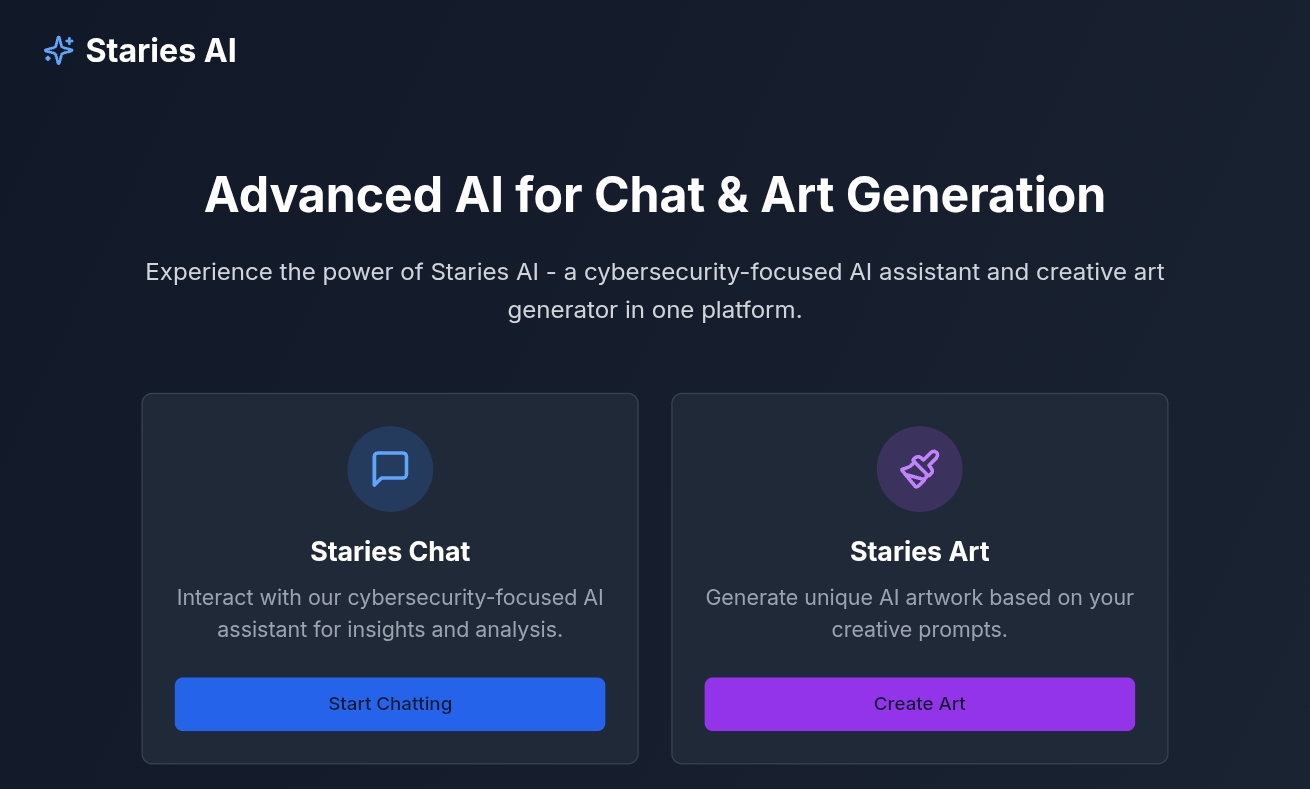 Staries AI
Advanced AI for Chat & Art Generation
Experience the power of Staries AI - a cybersecurity-focused AI assistant and creative art
generator in one platform.
Staries Chat
Interact with our cybersecurity-focused AI
assistant for insights and analysis.
Start Chatting
Staries Art
Generate unique AI artwork based on your
creative prompts.
Create Art